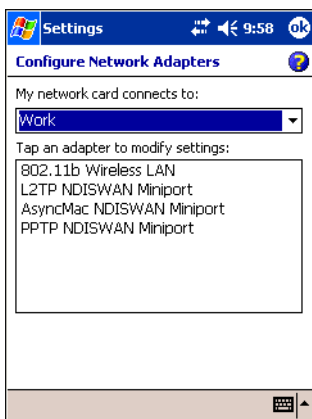 Settings 9:58 ok
Configure Network Adapters
My network card connects to:
Work
Tap an adapter to modify settings:
802.11b Wireless LAN
L2TP NDISWAN Miniport
AsyncMac NDISWAN Miniport
PPTP NDISWAN Miniport